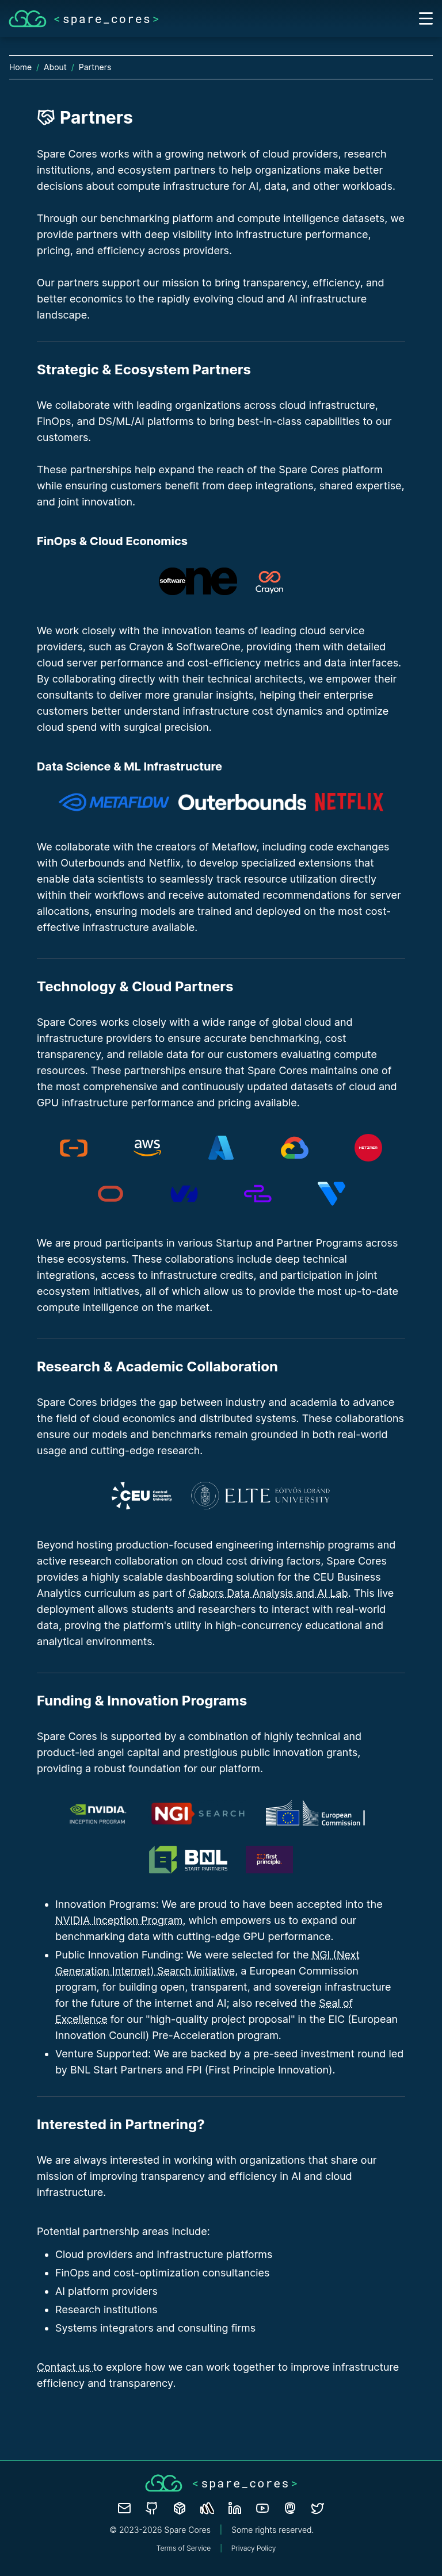 <spare_cores>
Home / About / Partners
Partners
Spare Cores works with a growing network of cloud providers, research
institutions, and ecosystem partners to help organizations make better
decisions about compute infrastructure for AI, data, and other workloads.
Through our benchmarking platform and compute intelligence datasets, we
provide partners with deep visibility into infrastructure performance,
pricing, and efficiency across providers.
Our partners support our mission to bring transparency, efficiency, and
better economics to the rapidly evolving cloud and AI infrastructure
landscape.
Strategic & Ecosystem Partners
We collaborate with leading organizations across cloud infrastructure,
FinOps, and DS/ML/AI platforms to bring best-in-class capabilities to our
customers.
These partnerships help expand the reach of the Spare Cores platform
while ensuring customers benefit from deep integrations, shared expertise,
and joint innovation.
FinOps & Cloud Economics
software one Crayon
We work closely with the innovation teams of leading cloud service
providers, such as Crayon & SoftwareOne, providing them with detailed
cloud server performance and cost-efficiency metrics and data interfaces.
By collaborating directly with their technical architects, we empower their
consultants to deliver more granular insights, helping their enterprise
customers better understand infrastructure cost dynamics and optimize
cloud spend with surgical precision.
Data Science & ML Infrastructure
METAFLOW Outerbounds NETFLIX
We collaborate with the creators of Metaflow, including code exchanges
with Outerbounds and Netflix, to develop specialized extensions that
enable data scientists to seamlessly track resource utilization directly
within their workflows and receive automated recommendations for server
allocations, ensuring models are trained and deployed on the most cost-
effective infrastructure available.
Technology & Cloud Partners
Spare Cores works closely with a wide range of global cloud and
infrastructure providers to ensure accurate benchmarking, cost
transparency, and reliable data for our customers evaluating compute
resources. These partnerships ensure that Spare Cores maintains one of
the most comprehensive and continuously updated datasets of cloud and
GPU infrastructure performance and pricing available.
aws HETZNER
We are proud participants in various Startup and Partner Programs across
these ecosystems. These collaborations include deep technical
integrations, access to infrastructure credits, and participation in joint
ecosystem initiatives, all of which allow us to provide the most up-to-date
compute intelligence on the market.
Research & Academic Collaboration
Spare Cores bridges the gap between industry and academia to advance
the field of cloud economics and distributed systems. These collaborations
ensure our models and benchmarks remain grounded in both real-world
usage and cutting-edge research.
CEU Central European University ELTE EÖTVÖS LORÁND UNIVERSITY
Beyond hosting production-focused engineering internship programs and
active research collaboration on cloud cost driving factors, Spare Cores
provides a highly scalable dashboarding solution for the CEU Business
Analytics curriculum as part of Gabors Data Analysis and AI Lab. This live
deployment allows students and researchers to interact with real-world
data, proving the platform's utility in high-concurrency educational and
analytical environments.
Funding & Innovation Programs
Spare Cores is supported by a combination of highly technical and
product-led angel capital and prestigious public innovation grants,
providing a robust foundation for our platform.
NVIDIA. INCEPTION PROGRAM NGI SEARCH European Commission
BNL START PARTNERS first principle.
• Innovation Programs: We are proud to have been accepted into the
NVIDIA Inception Program, which empowers us to expand our
benchmarking data with cutting-edge GPU performance.
• Public Innovation Funding: We were selected for the NGI (Next
Generation Internet) Search initiative, a European Commission
program, for building open, transparent, and sovereign infrastructure
for the future of the internet and AI; also received the Seal of
Excellence for our "high-quality project proposal" in the EIC (European
Innovation Council) Pre-Acceleration program.
• Venture Supported: We are backed by a pre-seed investment round led
by BNL Start Partners and FPI (First Principle Innovation).
Interested in Partnering?
We are always interested in working with organizations that share our
mission of improving transparency and efficiency in AI and cloud
infrastructure.
Potential partnership areas include:
• Cloud providers and infrastructure platforms
• FinOps and cost-optimization consultancies
• AI platform providers
• Research institutions
• Systems integrators and consulting firms
Contact us to explore how we can work together to improve infrastructure
efficiency and transparency.
<spare_cores>
© 2023-2026 Spare Cores | Some rights reserved.
Terms of Service | Privacy Policy